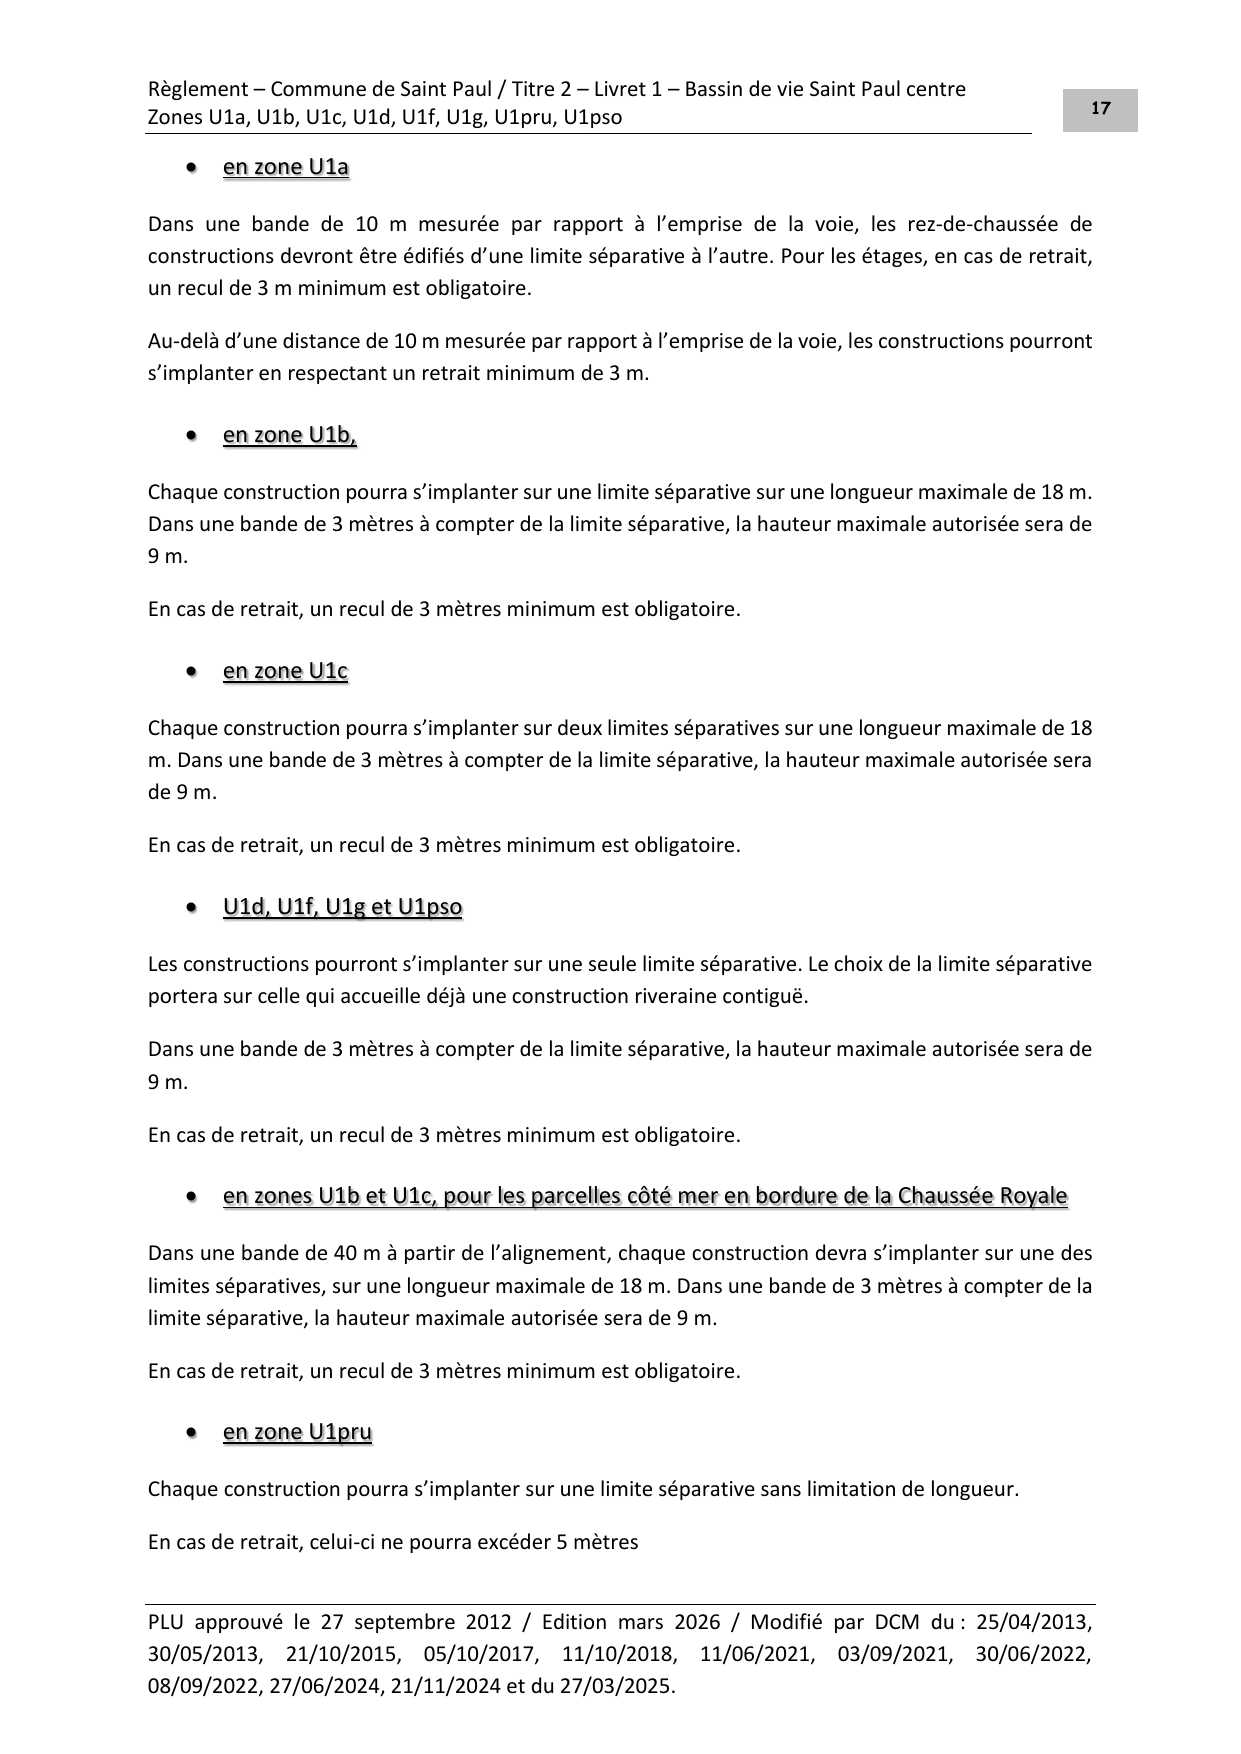 Règlement – Commune de Saint Paul / Titre 2 – Livret 1 – Bassin de vie Saint Paul centre
Zones U1a, U1b, U1c, U1d, U1f, U1g, U1pru, U1pso
17
• en zone U1a
Dans une bande de 10 m mesurée par rapport à l’emprise de la voie, les rez-de-chaussée de
constructions devront être édifiés d’une limite séparative à l’autre. Pour les étages, en cas de retrait,
un recul de 3 m minimum est obligatoire.
Au-delà d’une distance de 10 m mesurée par rapport à l’emprise de la voie, les constructions pourront
s’implanter en respectant un retrait minimum de 3 m.
• en zone U1b,
Chaque construction pourra s’implanter sur une limite séparative sur une longueur maximale de 18 m.
Dans une bande de 3 mètres à compter de la limite séparative, la hauteur maximale autorisée sera de
9 m.
En cas de retrait, un recul de 3 mètres minimum est obligatoire.
• en zone U1c
Chaque construction pourra s’implanter sur deux limites séparatives sur une longueur maximale de 18
m. Dans une bande de 3 mètres à compter de la limite séparative, la hauteur maximale autorisée sera
de 9 m.
En cas de retrait, un recul de 3 mètres minimum est obligatoire.
• U1d, U1f, U1g et U1pso
Les constructions pourront s’implanter sur une seule limite séparative. Le choix de la limite séparative
portera sur celle qui accueille déjà une construction riveraine contiguë.
Dans une bande de 3 mètres à compter de la limite séparative, la hauteur maximale autorisée sera de
9 m.
En cas de retrait, un recul de 3 mètres minimum est obligatoire.
• en zones U1b et U1c, pour les parcelles côté mer en bordure de la Chaussée Royale
Dans une bande de 40 m à partir de l’alignement, chaque construction devra s’implanter sur une des
limites séparatives, sur une longueur maximale de 18 m. Dans une bande de 3 mètres à compter de la
limite séparative, la hauteur maximale autorisée sera de 9 m.
En cas de retrait, un recul de 3 mètres minimum est obligatoire.
• en zone U1pru
Chaque construction pourra s’implanter sur une limite séparative sans limitation de longueur.
En cas de retrait, celui-ci ne pourra excéder 5 mètres
PLU approuvé le 27 septembre 2012 / Edition mars 2026 / Modifié par DCM du : 25/04/2013,
30/05/2013, 21/10/2015, 05/10/2017, 11/10/2018, 11/06/2021, 03/09/2021, 30/06/2022,
08/09/2022, 27/06/2024, 21/11/2024 et du 27/03/2025.